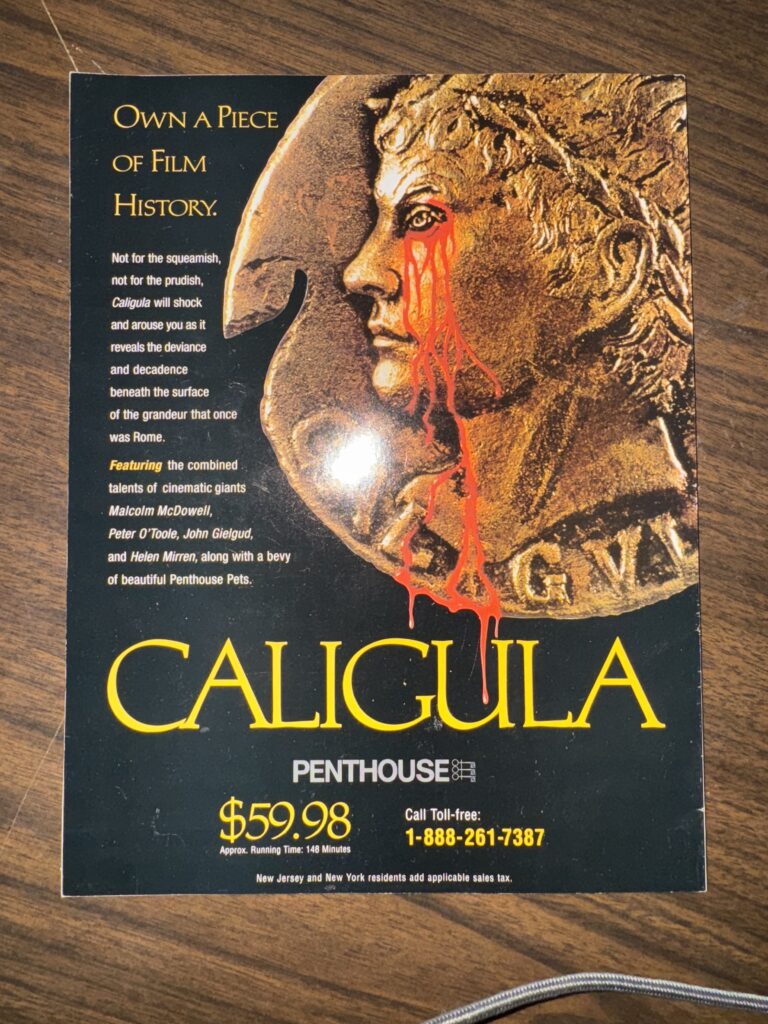 OWN A PIECE
OF FILM
HISTORY.
Not for the squeamish,
not for the prudish,
Caligula will shock
and arouse you as it
reveals the deviance
and decadence
beneath the surface
of the grandeur that once
was Rome.
Featuring the combined
talents of cinematic giants
Malcolm McDowell,
Peter O'Toole, John Gielgud,
and Helen Mirren, along with a bevy
of beautiful Penthouse Pets.
GVV
CALIGULA
PENTHOUSE
$59.98
Approx. Running Time: 148 Minutes
Call Toll-free:
1-888-261-7387
New Jersey and New York residents add applicable sales tax.